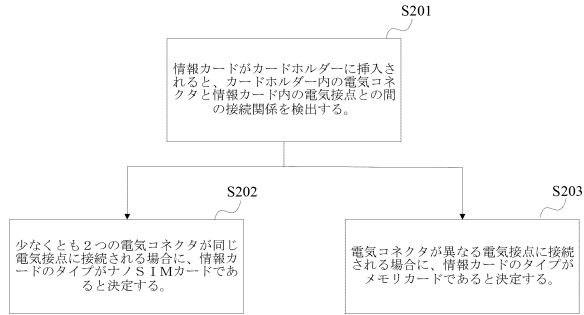 S201
情報カードがカードホルダーに挿入さ
れると、カードホルダー内の電気コネ
クタと情報カード内の電気接点との間
の接続関係を検出する。
S202
少なくとも２つの電気コネクタが同じ
電気接点に接続される場合に、情報カ
ードのタイプがナノＳＩＭカードであ
ると決定する。
S203
電気コネクタが異なる電気接点に接続
される場合に、情報カードのタイプが
メモリカードであると決定する。